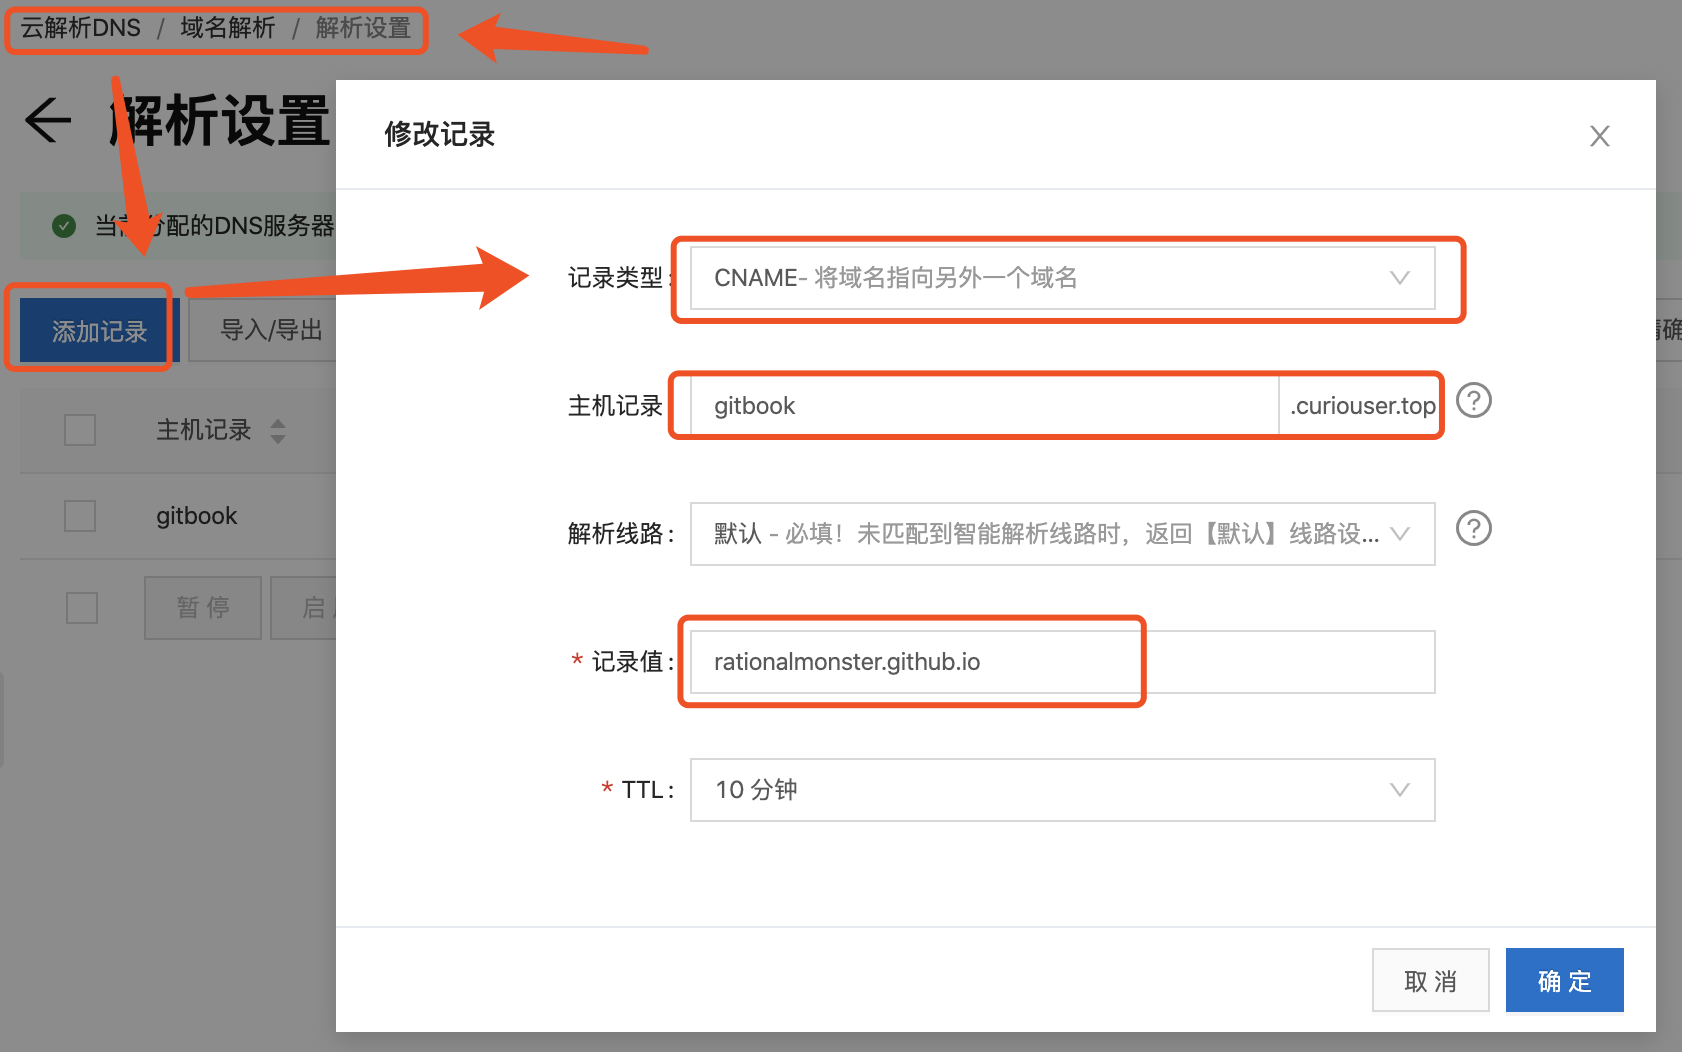 云解析DNS / 域名解析 / 解析设置
解析设置
当前分配的DNS服务器
添加记录
导入/导出
精确
主机记录
gitbook
暂 停
启
修改记录
X
记录类型:
CNAME- 将域名指向另外一个域名
主机记录
gitbook
.curiouser.top
?
解析线路:
默认 - 必填！未匹配到智能解析线路时，返回【默认】线路设...
?
* 记录值:
rationalmonster.github.io
* TTL:
10 分钟
取 消
确 定